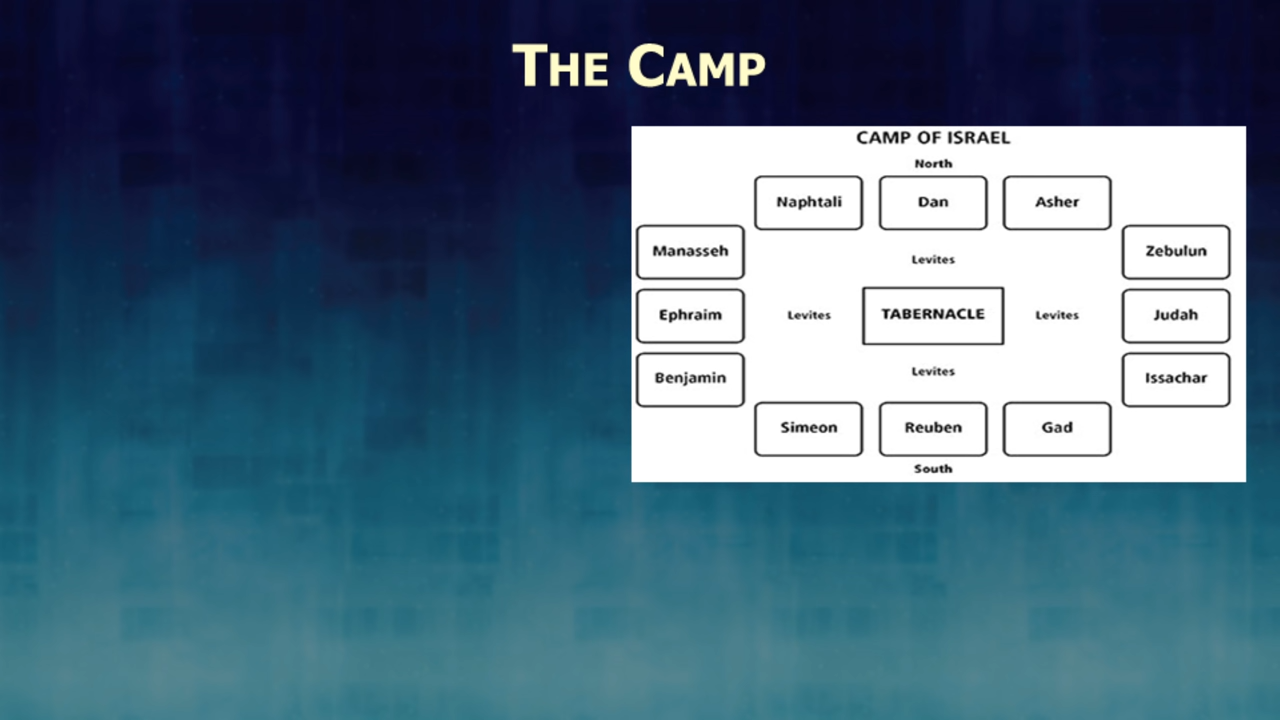 THE CAMP
CAMP OF ISRAEL
North
Naphtali Dan Asher
Manasseh Zebulun
Levites
Ephraim Levites TABERNACLE Levites Judah
Levites
Benjamin Issachar
Simeon Reuben Gad
South